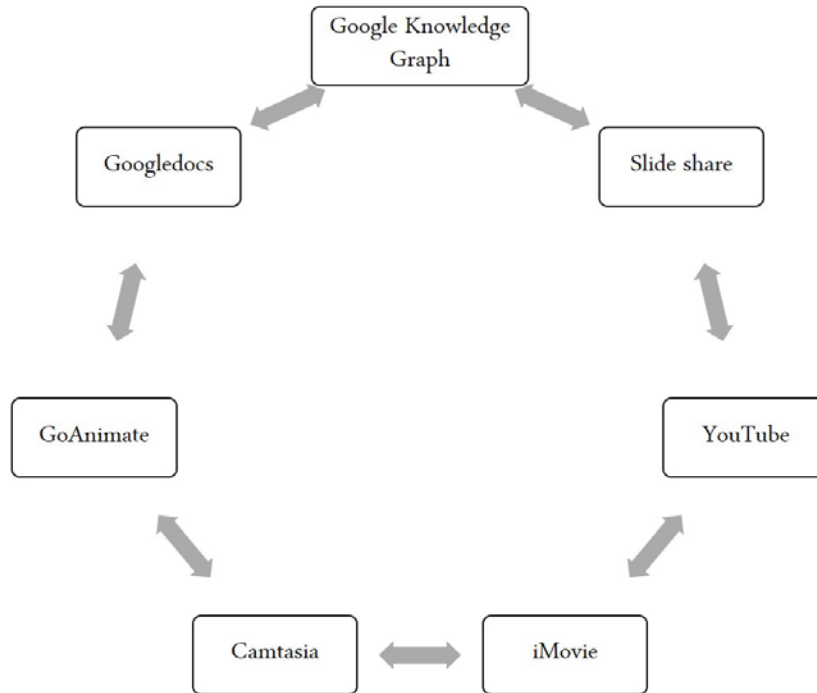 Google Knowledge
Graph
Googledocs
Slide share
GoAnimate
YouTube
Camtasia
iMovie